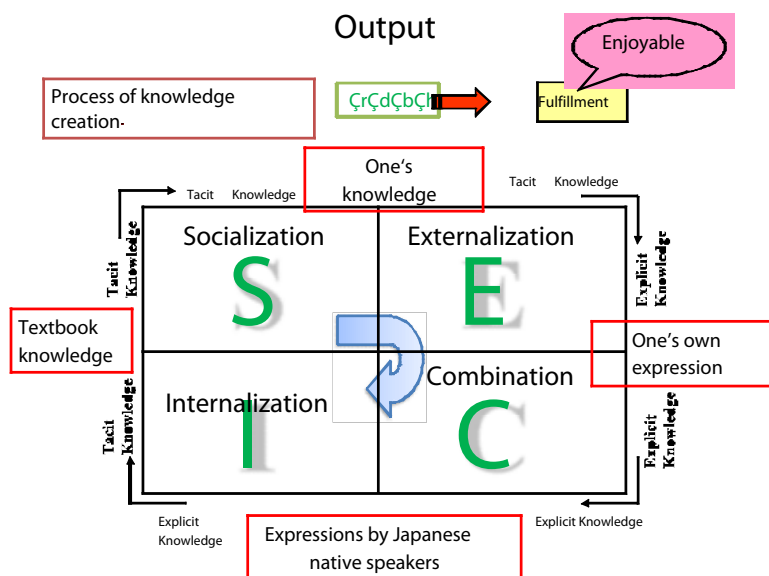 Output
Enjoyable
Process of knowledge
creation-
ÇrÇdÇbÇh
Fulfillment
One's
knowledge
Tacit Knowledge
Tacit Knowledge
Socialization
Externalization
S
E
Tacit
Knowledge
Explicit
Knowledge
Textbook
knowledge
One's own
expression
Internalization
Combination
I
C
Tacit
Knowledge
Explicit
Knowledge
Explicit
Knowledge
Explicit Knowledge
Expressions by Japanese
native speakers